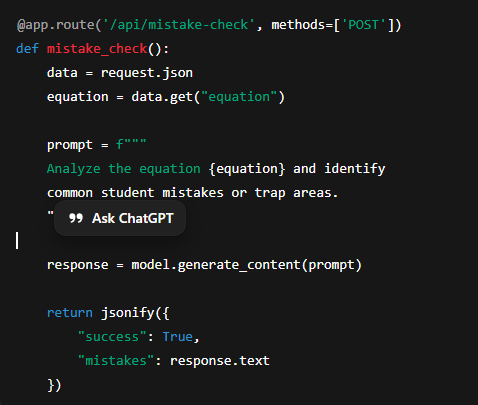 @app.route('/api/mistake-check', methods=['POST'])
def mistake_check():
    data = request.json
    equation = data.get("equation")
    prompt = f"""
    Analyze the equation {equation} and identify
    common student mistakes or trap areas.
    "
Ask ChatGPT
    response = model.generate_content(prompt)
    return jsonify({
        "success": True,
        "mistakes": response.text
    })